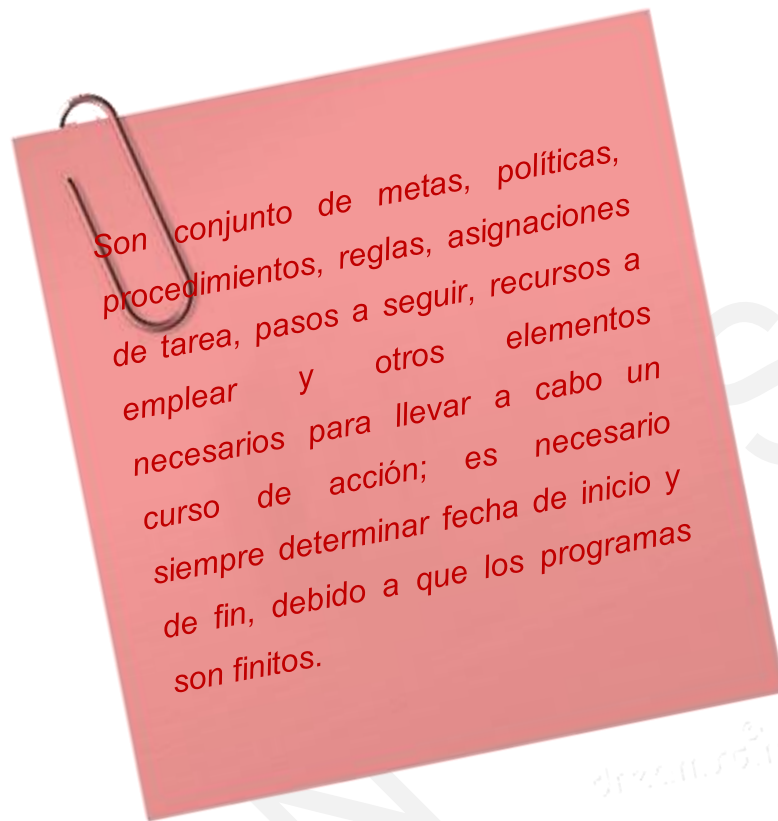 Son conjunto de metas, políticas,
procedimientos, reglas, asignaciones
de tarea, pasos a seguir, recursos a
emplear y otros elementos
necesarios para llevar a cabo un
curso de acción; es necesario
siempre determinar fecha de inicio y
de fin, debido a que los programas
son finitos.